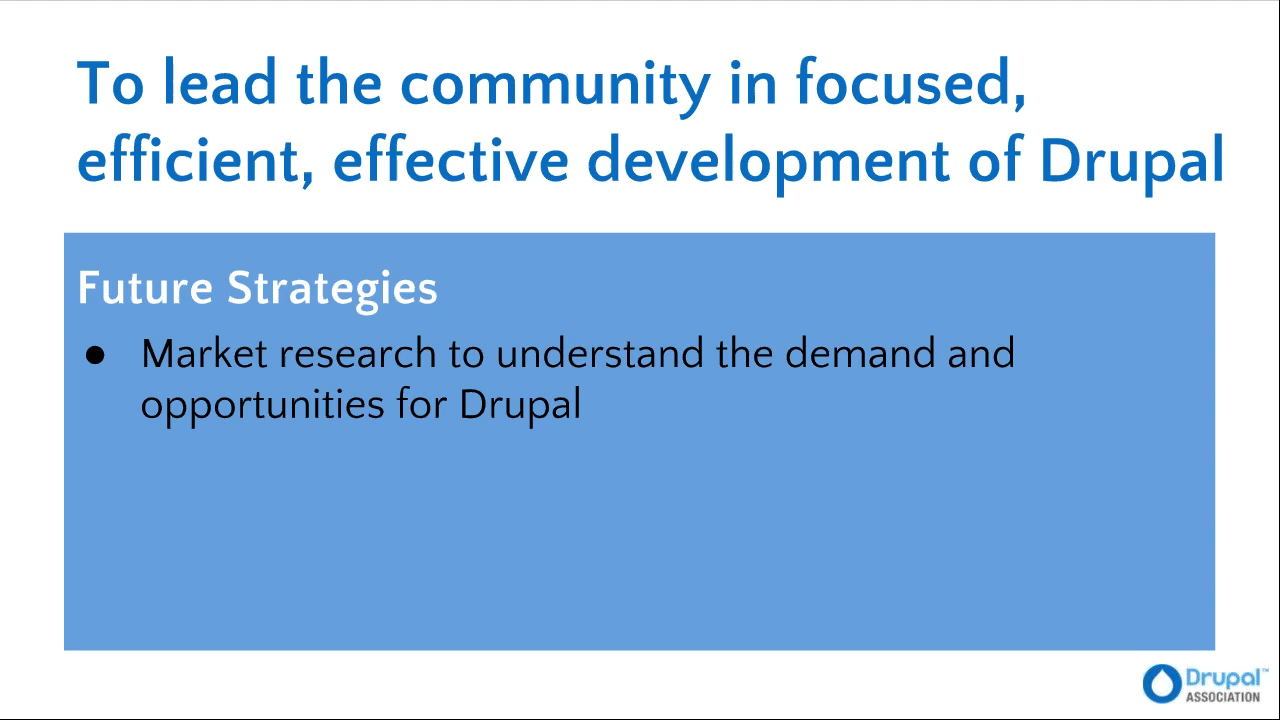 To lead the community in focused,
efficient, effective development of Drupal
Future Strategies
● Market research to understand the demand and
opportunities for Drupal
Drupal™
ASSOCIATION